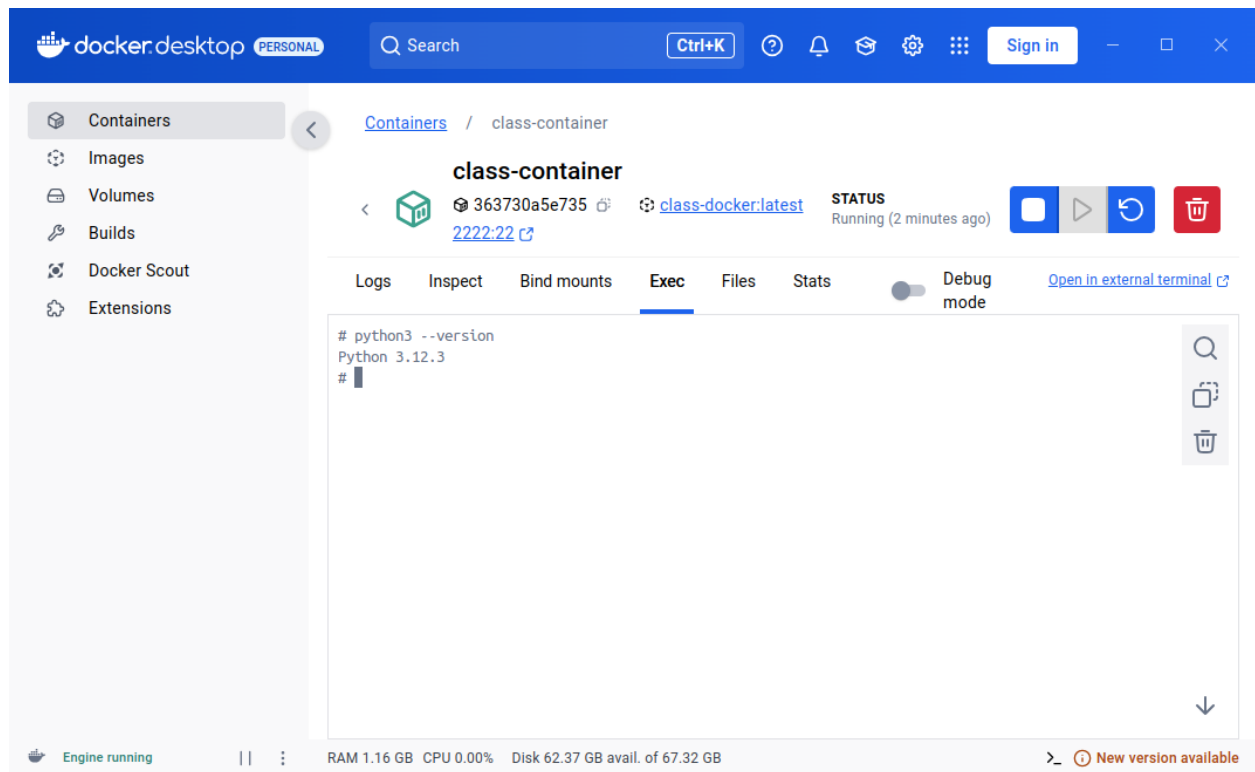 docker.desktop PERSONAL
Search
Ctrl+K
Sign in
Containers
Images
Volumes
Builds
Docker Scout
Extensions
Containers / class-container
class-container
363730a5e735
class-docker:latest
2222:22
STATUS
Running (2 minutes ago)
Logs
Inspect
Bind mounts
Exec
Files
Stats
Debug
mode
Open in external terminal
# python3 --version
Python 3.12.3
#
Engine running
RAM 1.16 GB CPU 0.00% Disk 62.37 GB avail. of 67.32 GB
New version available